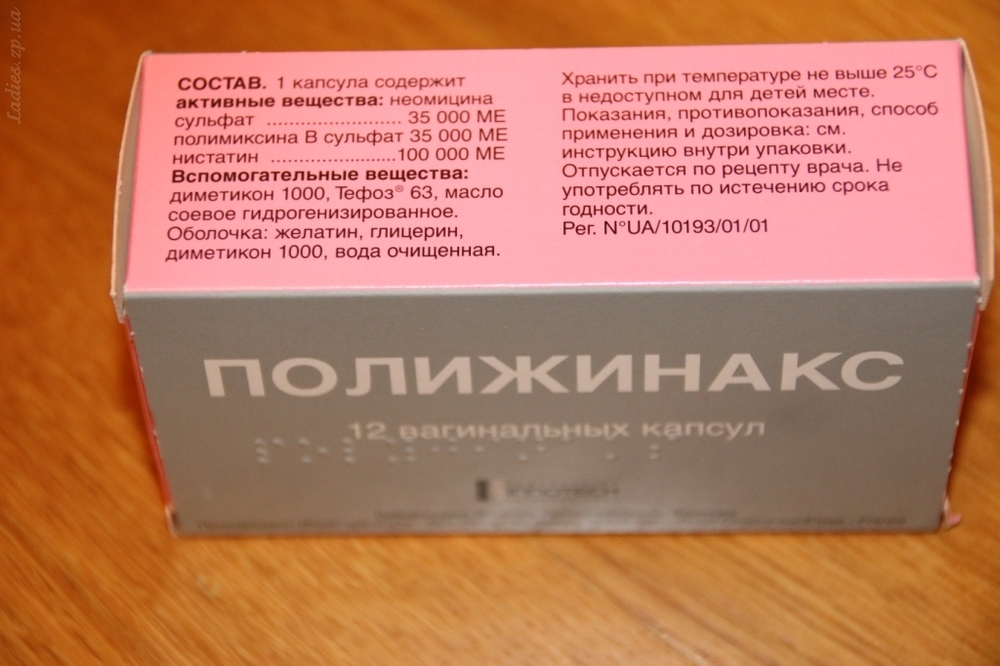 Ladies.zp.ua
СОСТАВ. 1 капсула содержит
активные вещества: неомицина
сульфат ........................ 35 000 МЕ
полимиксина В сульфат 35 000 МЕ
нистатин .......................100 000 МЕ
Вспомогательные вещества:
диметикон 1000, Тефоз® 63, масло
соевое гидрогенизированное.
Оболочка: желатин, глицерин,
диметикон 1000, вода очищенная.
Хранить при температуре не выше 25°С
в недоступном для детей месте.
Показания, противопоказания, способ
применения и дозировка: см.
инструкцию внутри упаковки.
Отпускается по рецепту врача. Не
употреблять по истечению срока
годности.
Рег. N°UA/10193/01/01
ПОЛИЖИНАКС
12 вагинальных капсул